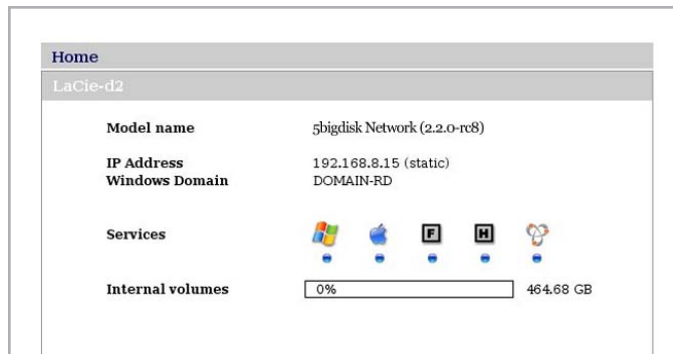 Home
LaCie-d2
Model name 5bigdisk Network (2.2.0-rc8)
IP Address 192.168.8.15 (static)
Windows Domain DOMAIN-RD
Services F H
Internal volumes 0% 464.68 GB